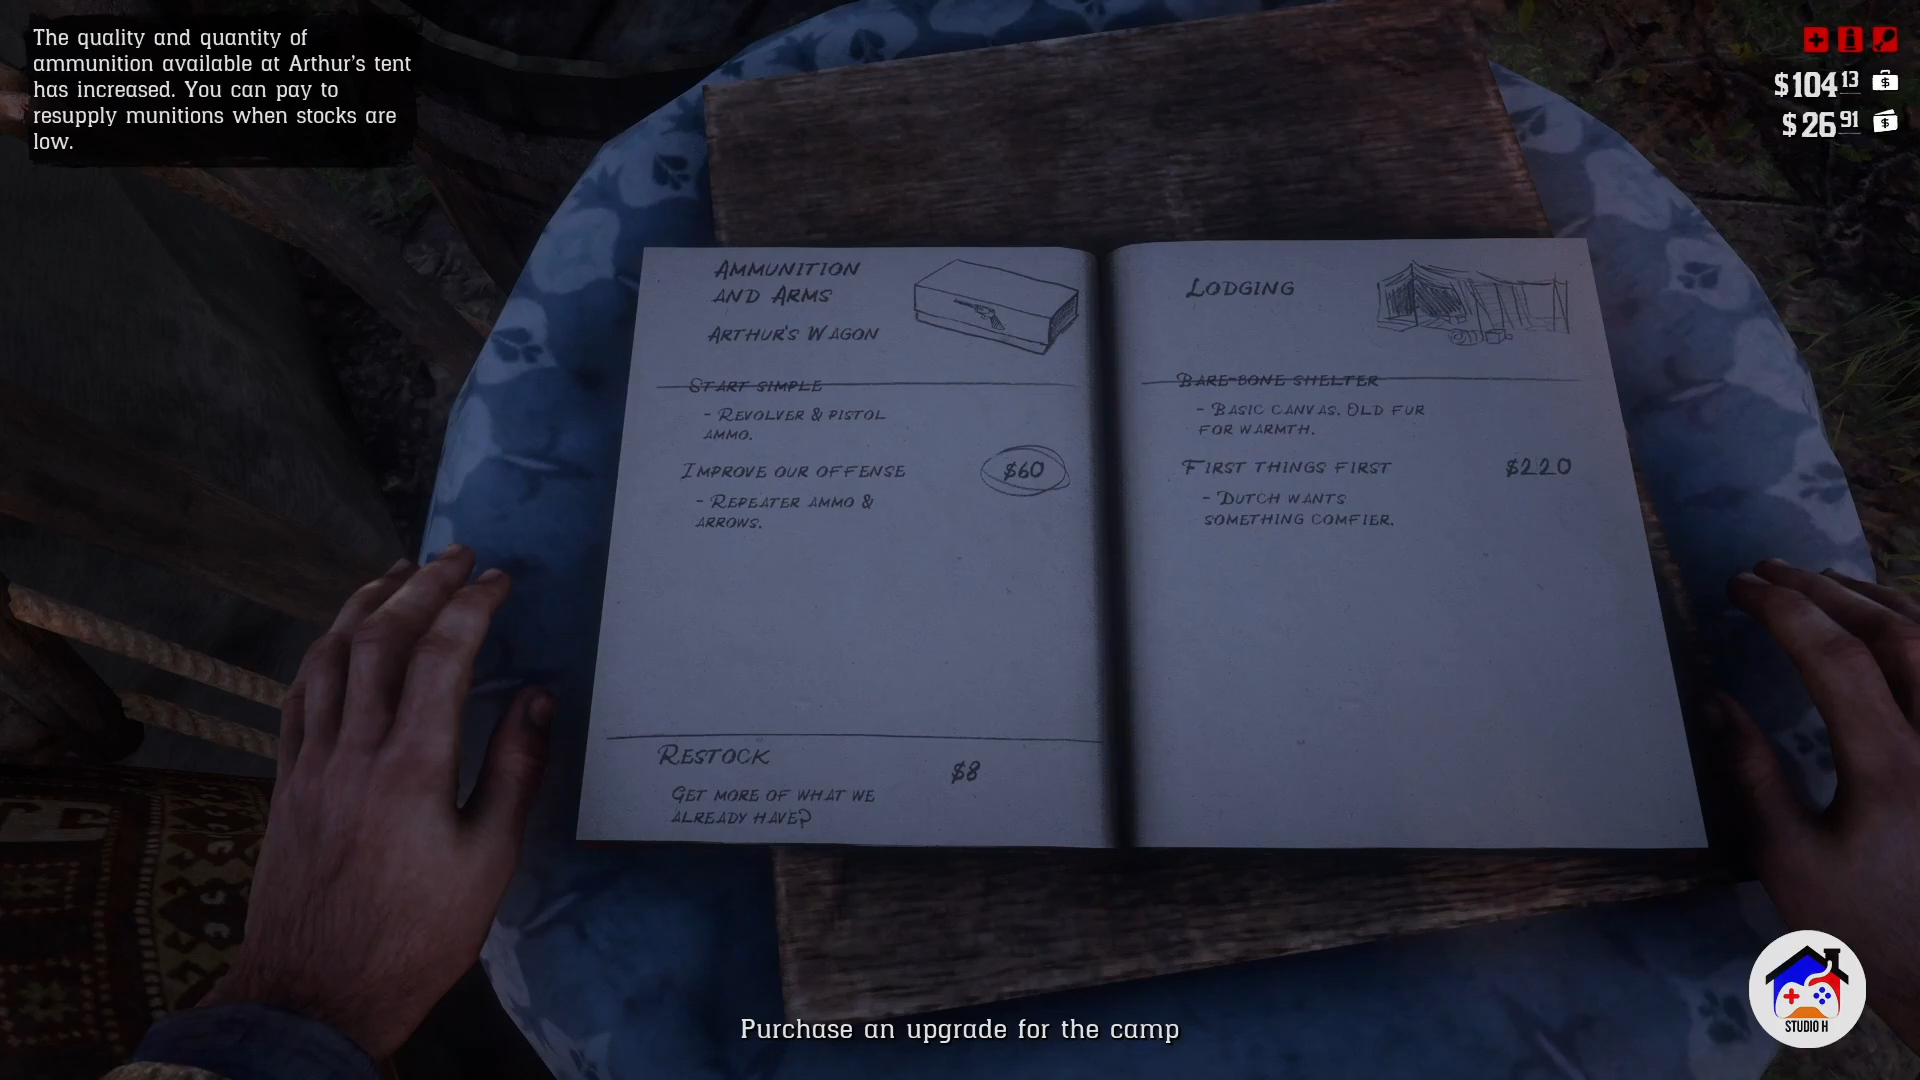 The quality and quantity of
ammunition available at Arthur's tent
has increased. You can pay to
resupply munitions when stocks are
low.
$104 13
$26 91
AMMUNITION
AND ARMS
ARTHUR'S WAGON
START SIMPLE
- REVOLVER & PISTOL
AMMO.
IMPROVE OUR OFFENSE $60
- REPEATER AMMO &
ARROWS.
RESTOCK $8
GET MORE OF WHAT WE
ALREADY HAVE?
LODGING
BARE-BONE SHELTER
- BASIC CANVAS. OLD FUR
FOR WARMTH.
FIRST THINGS FIRST $220
- DUTCH WANTS
SOMETHING COMFIER.
Purchase an upgrade for the camp
STUDIO H